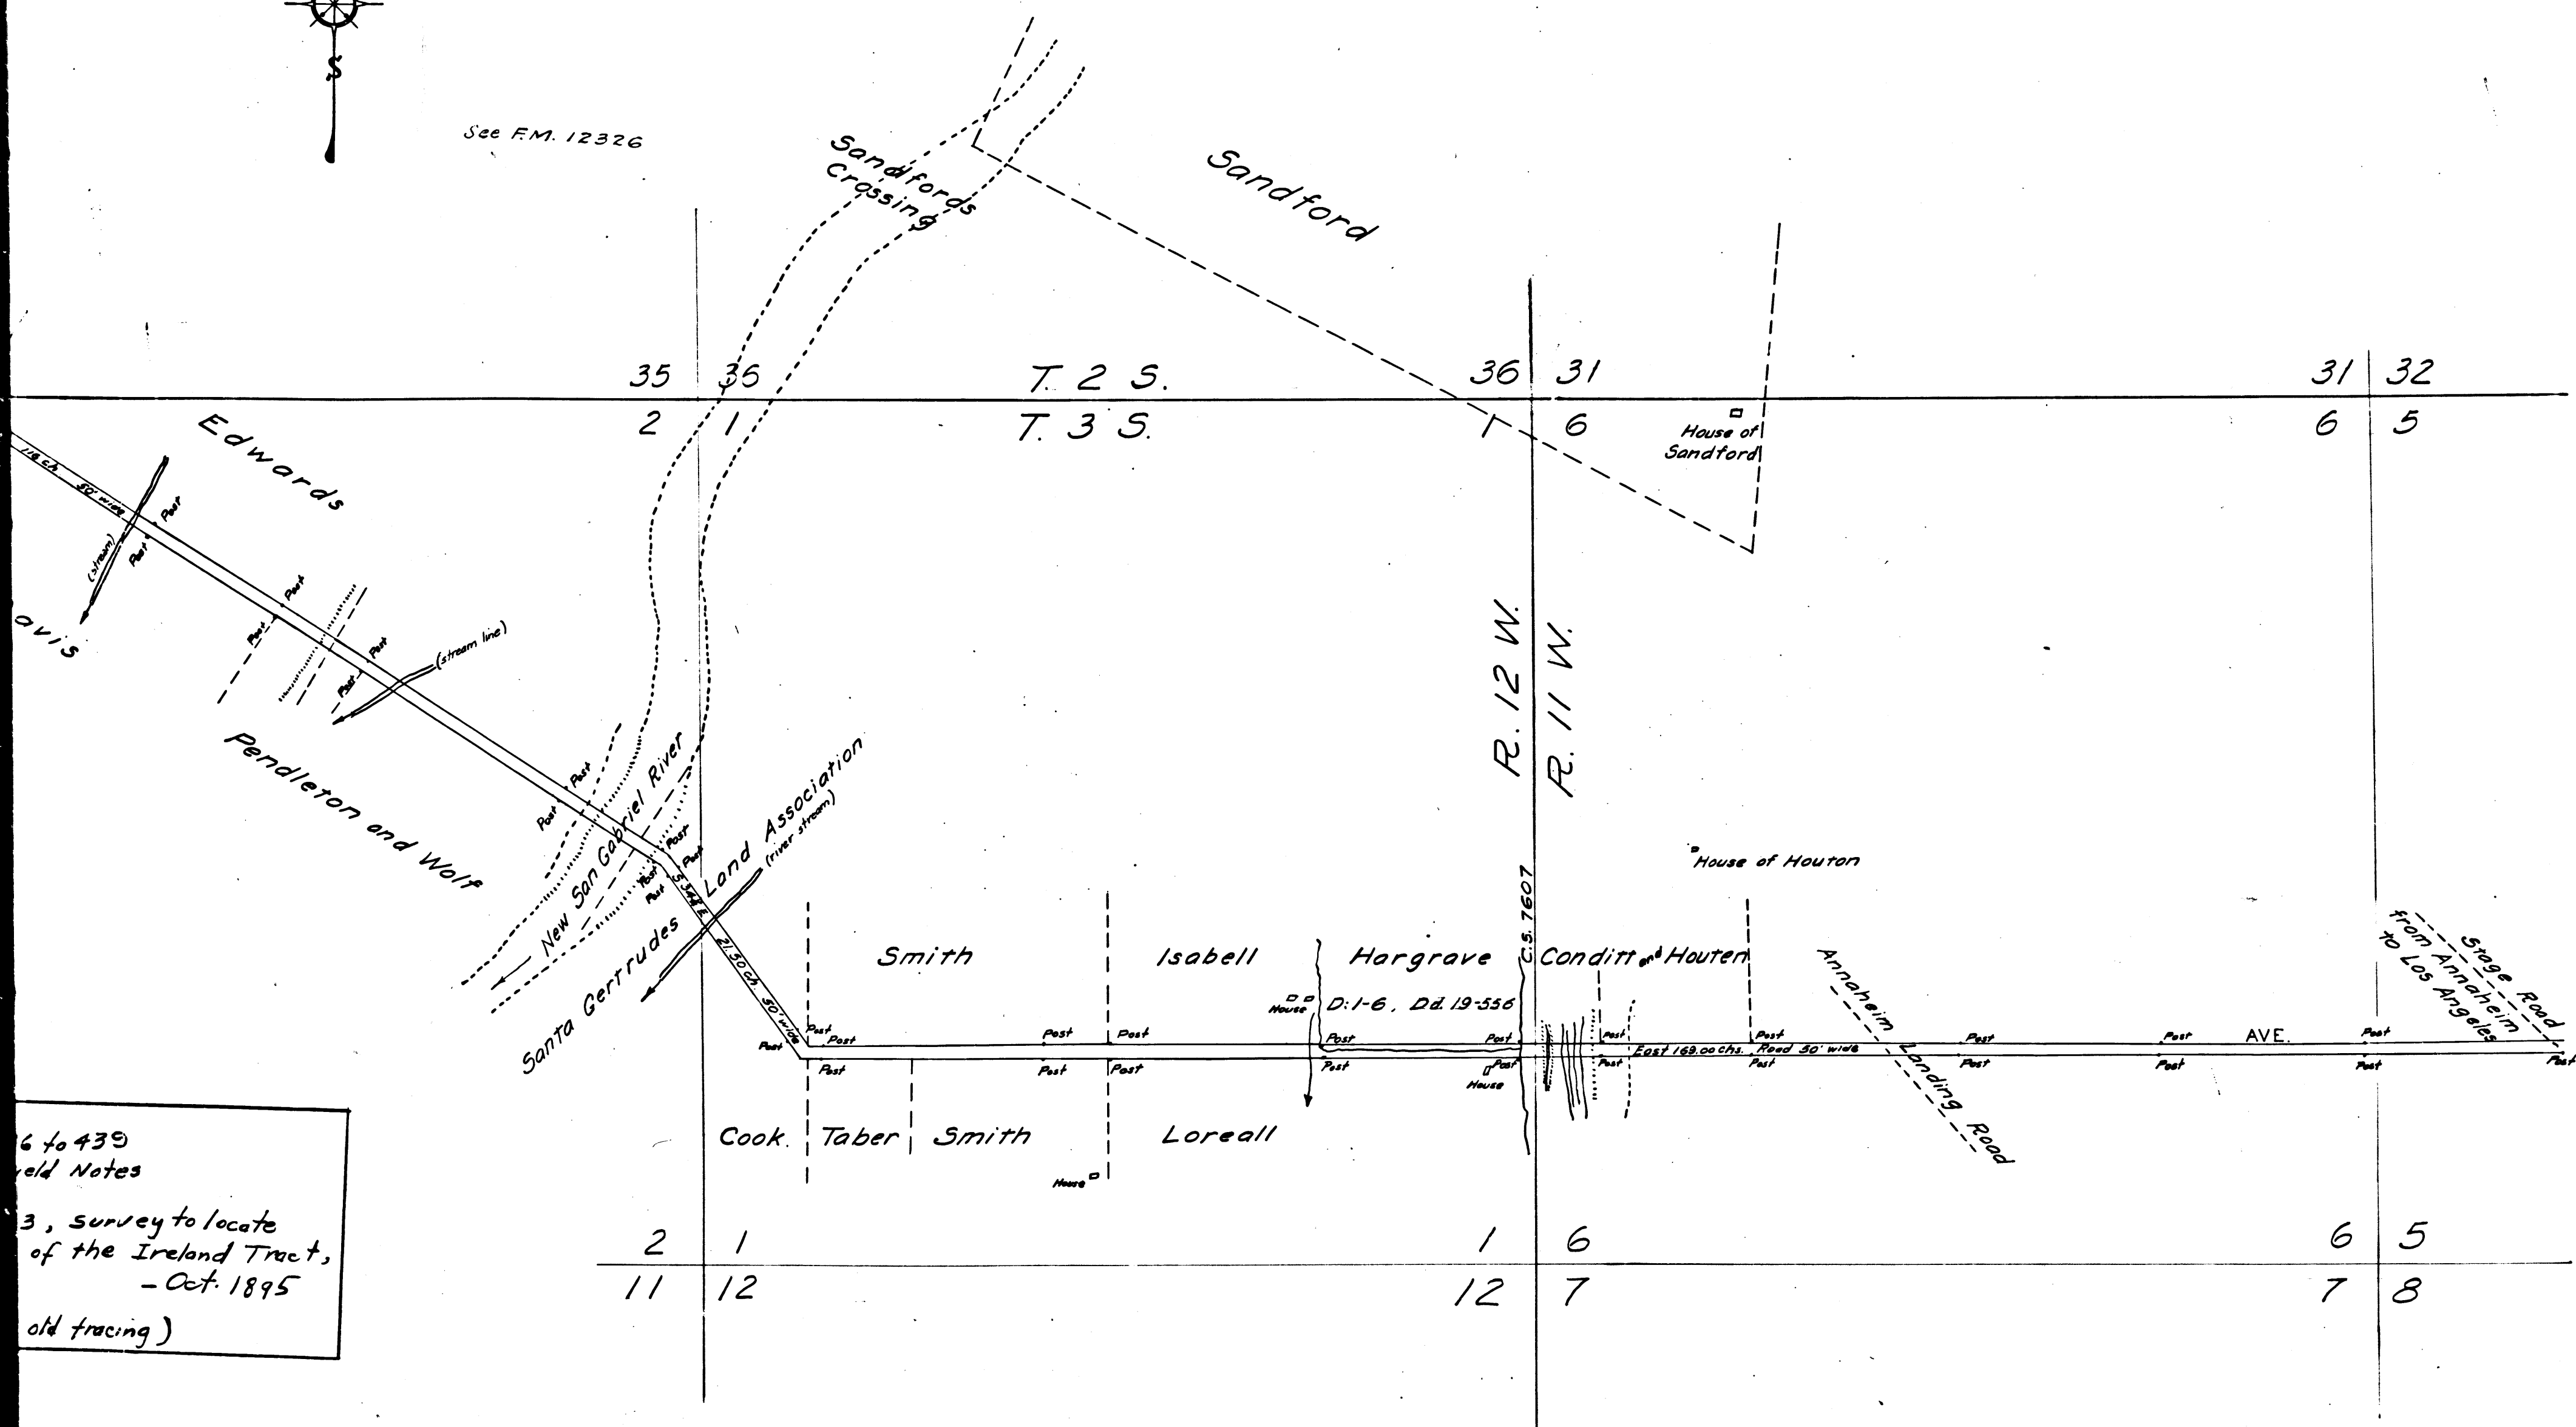 S
See F.M. 12326
Sandfords
Crossing
Sandford
35 36
T. 2 S.
36 31
31 32
2 1
T. 3 S.
1 6
6 5
House of
Sandford
Edwards
50' wide
(stream)
Post
Post
avis
Post
Post
Post
Post
(stream line)
Pendleton and Wolf
R. 12 W.
R. 11 W.
Post
Post
New San Gabriel River
Post
Post
Post
Post
Santa Gertrudes Land Association
(river stream)
21.50 ch. 50' wide
House of Houton
C.S. 7607
Smith
Isabell
Hargrave
Conditt and Houten
House
D:1-6, Dd. 19-556
Annaheim Landing Road
Stage Road
from Annaheim
to Los Angeles
Post
Post
Post
Post
Post
Post
Post
Post
Post
Post
Post
AVE.
Post
Post
East 169.00 chs. Road 50' wide
Post
Post
Post
Post
Post
Post
Post
Post
Post
Post
Post
House
Cook.
Taber
Smith
Loreall
House
6 to 439
eld Notes
3, survey to locate
of the Ireland Tract,
- Oct. 1895
old tracing)
2 1
1 6
6 5
11 12
12 7
7 8